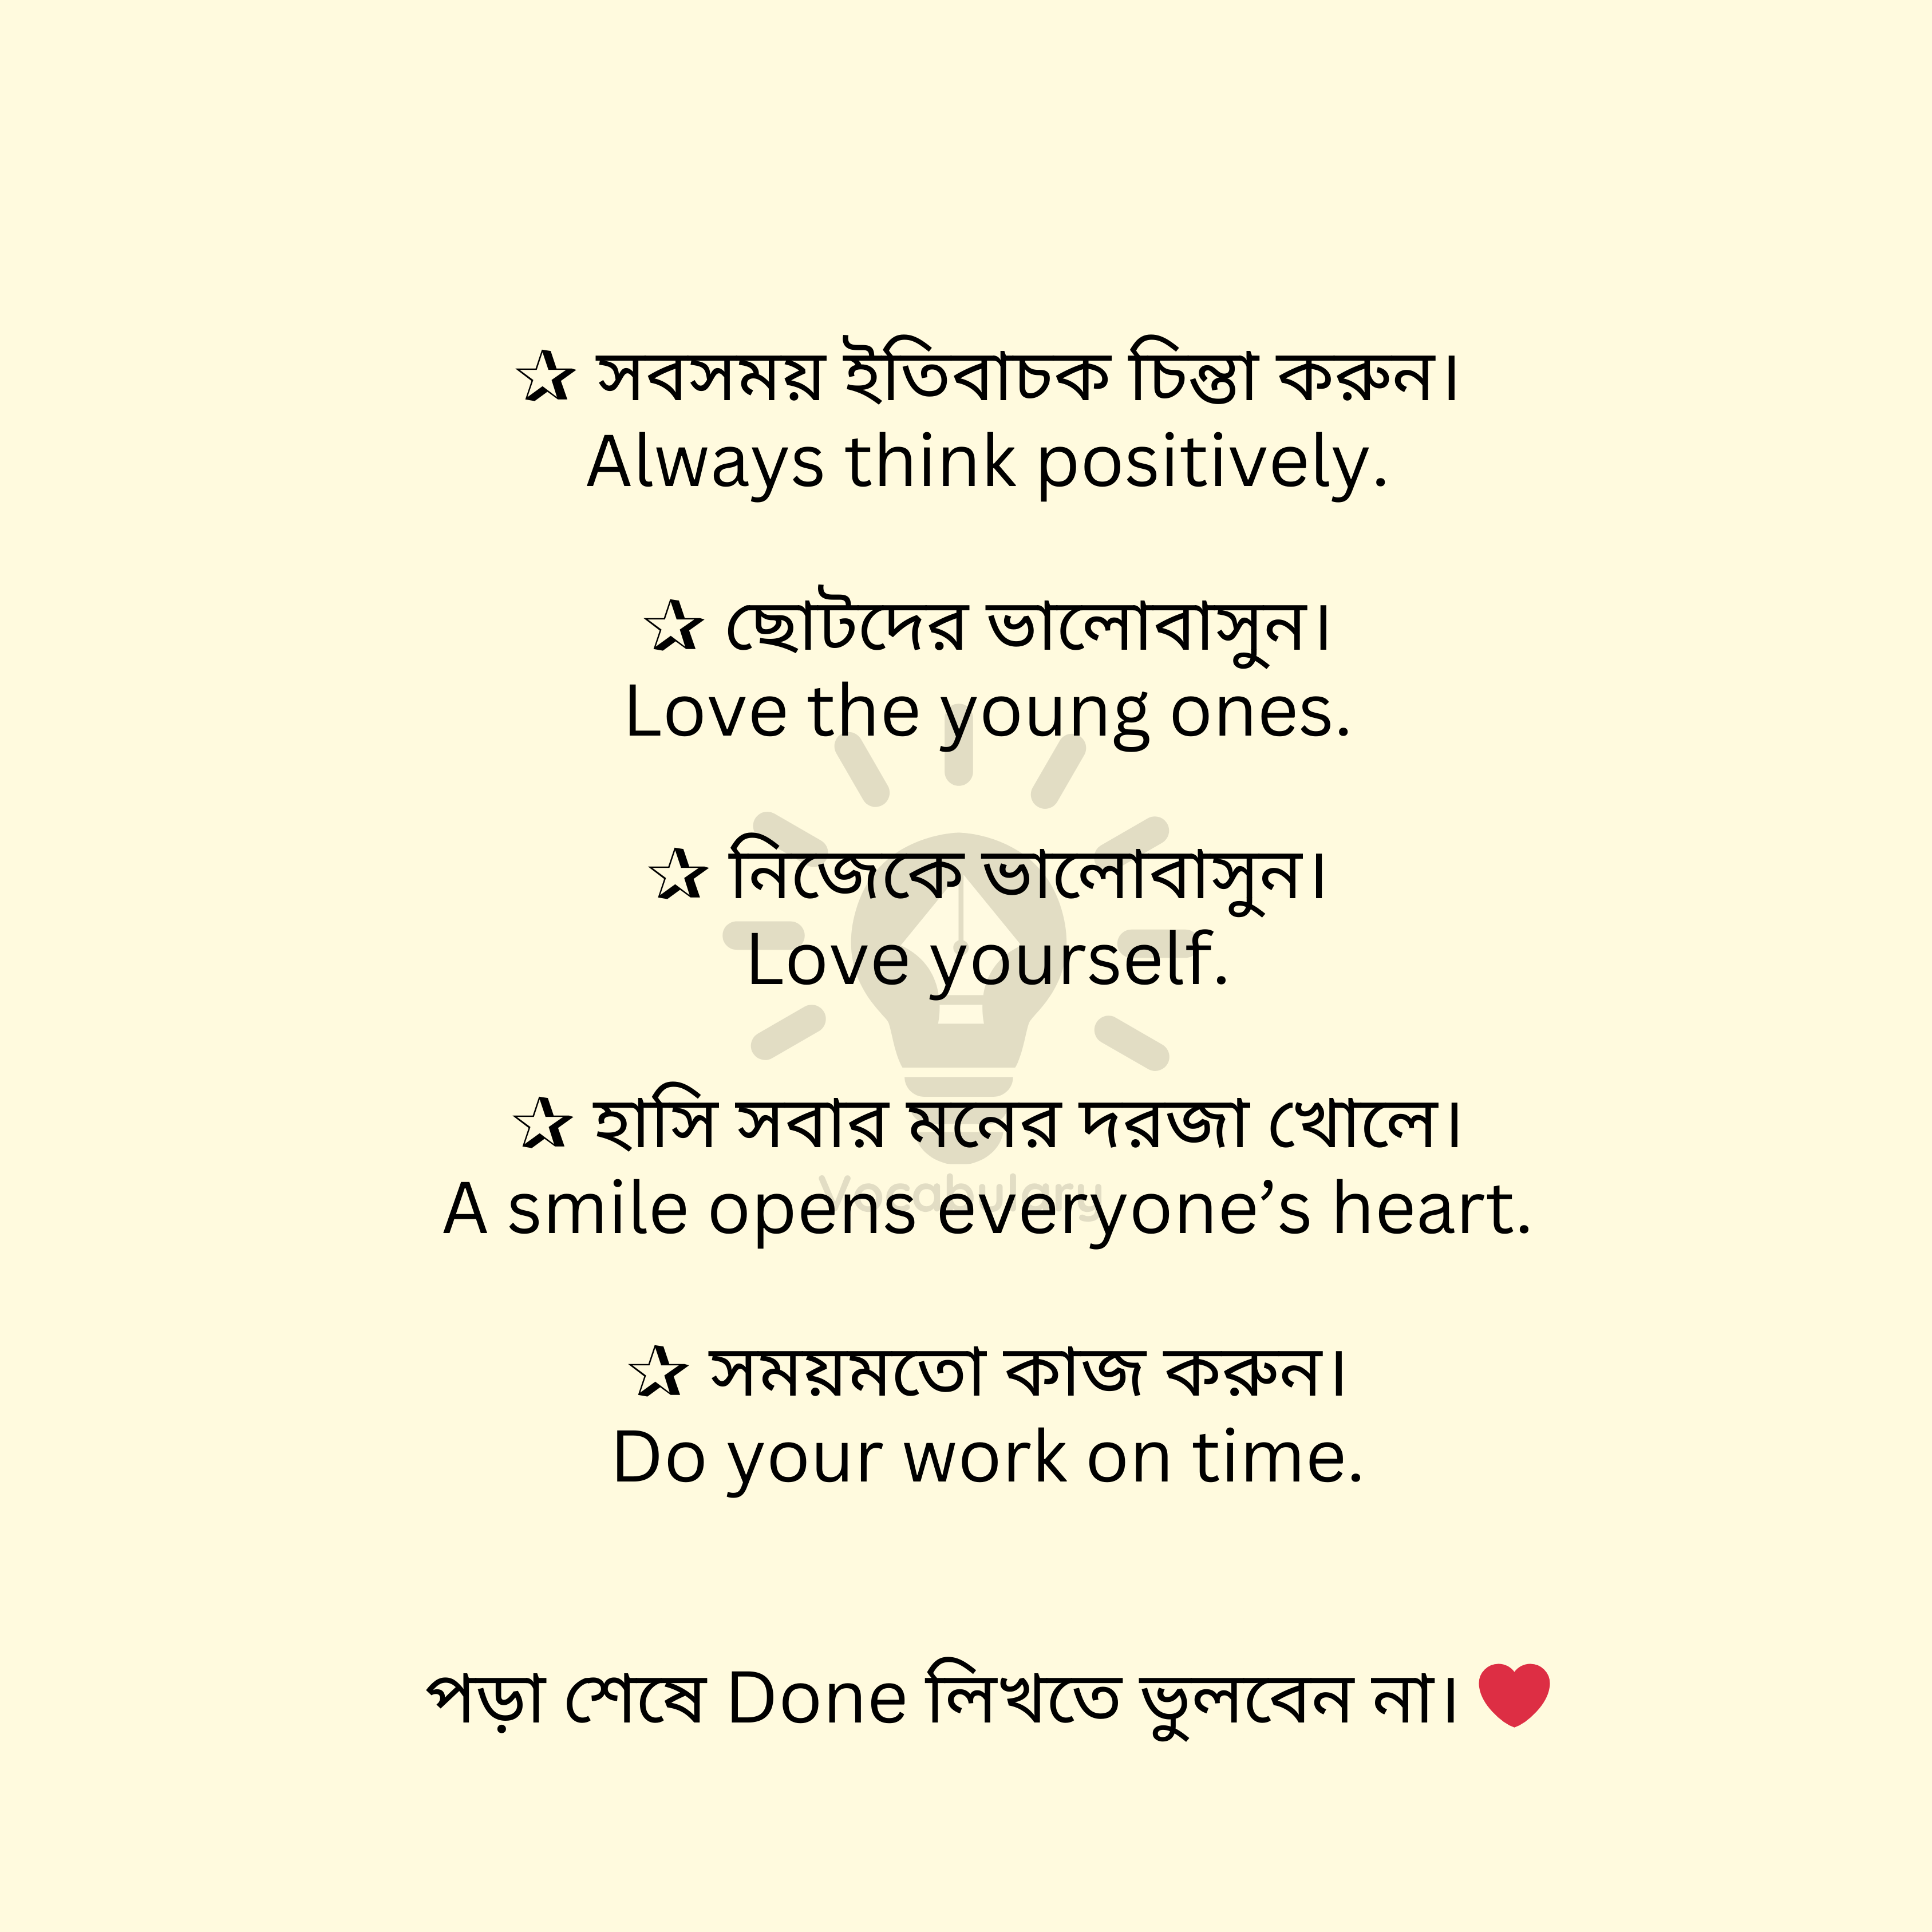 ✰ সবসময় ইতিবাচক চিন্তা করুন।
Always think positively.
✰ ছোটদের ভালোবাসুন।
Love the young ones.
✰ নিজেকে ভালোবাসুন।
Love yourself.
✰ হাসি সবার মনের দরজা খোলে।
Vocabulary
A smile opens everyone’s heart.
✰ সময়মতো কাজ করুন।
Do your work on time.
পড়া শেষে Done লিখতে ভুলবেন না। ❤️